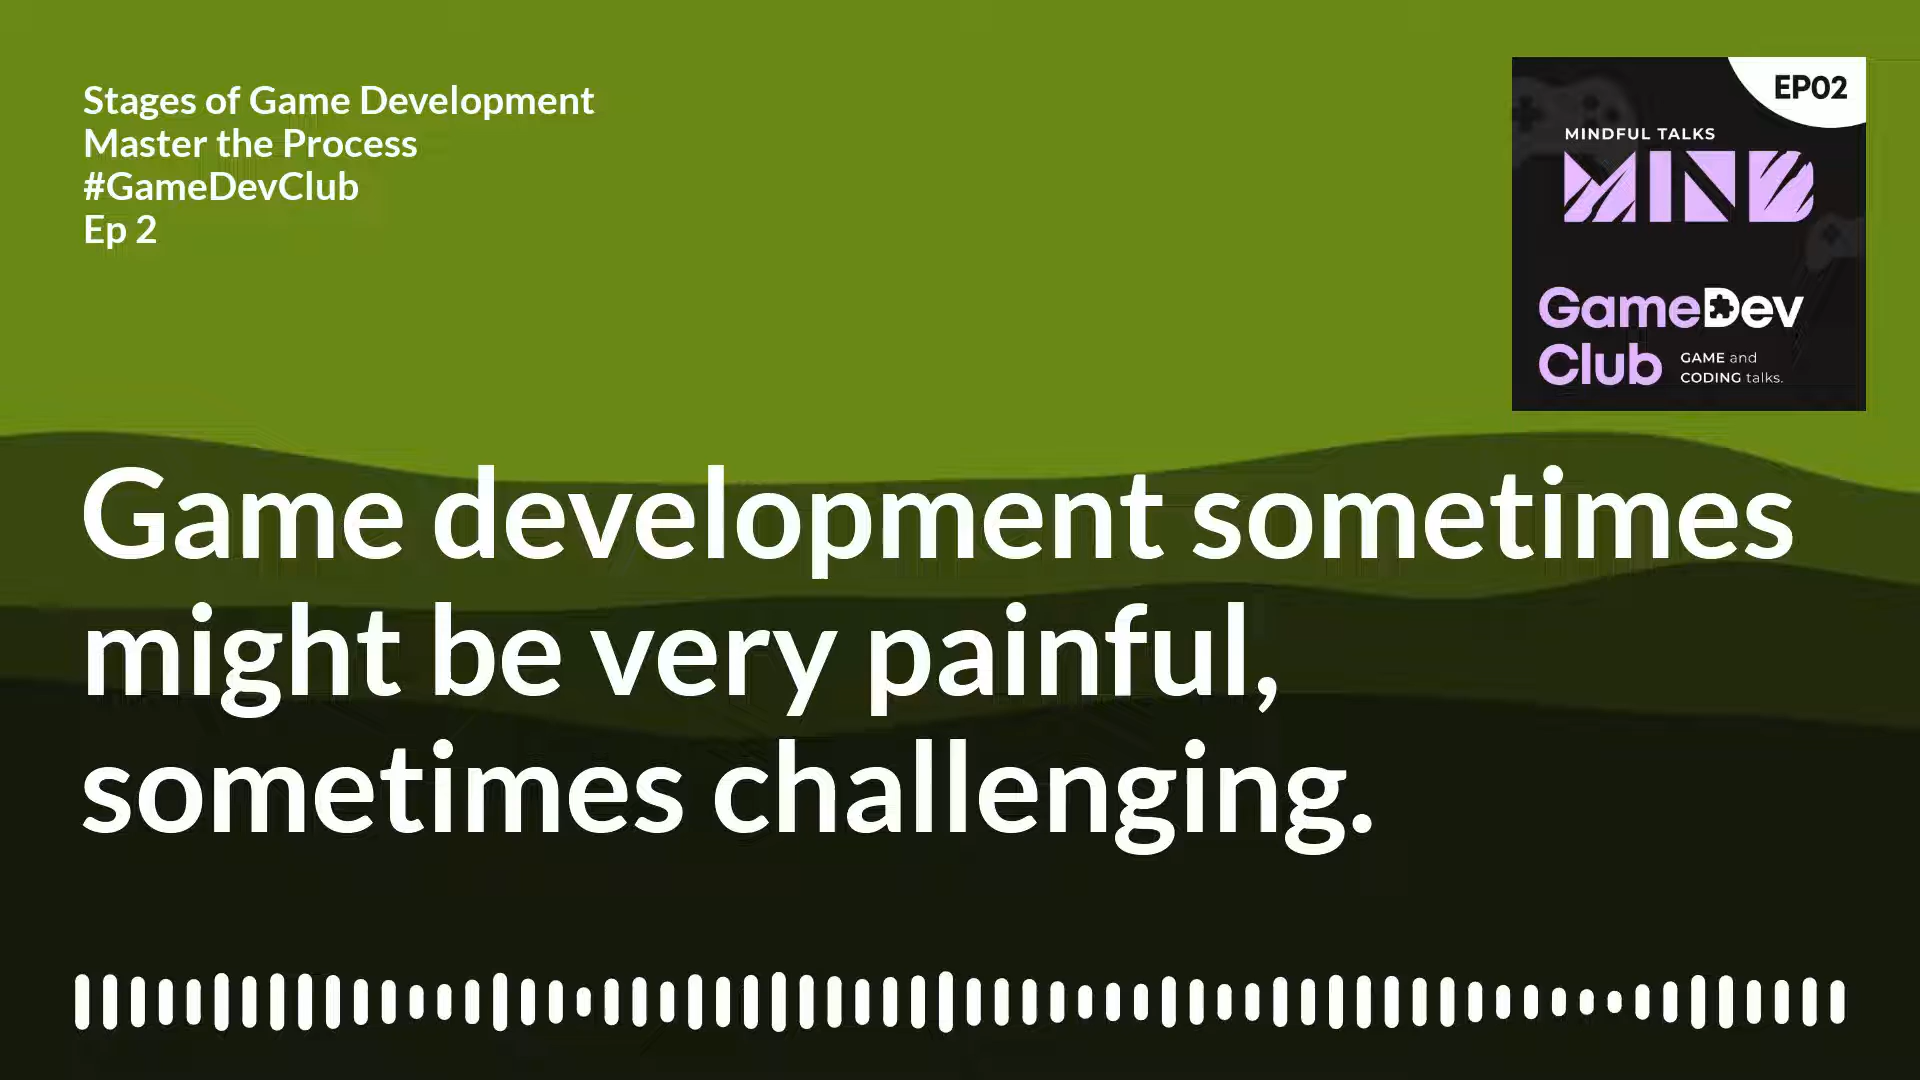 Stages of Game Development
Master the Process
#GameDevClub
Ep 2
EP02
MINDFUL TALKS
MIND
GameDev
Club
GAME and
CODING talks.
Game development sometimes
might be very painful,
sometimes challenging.